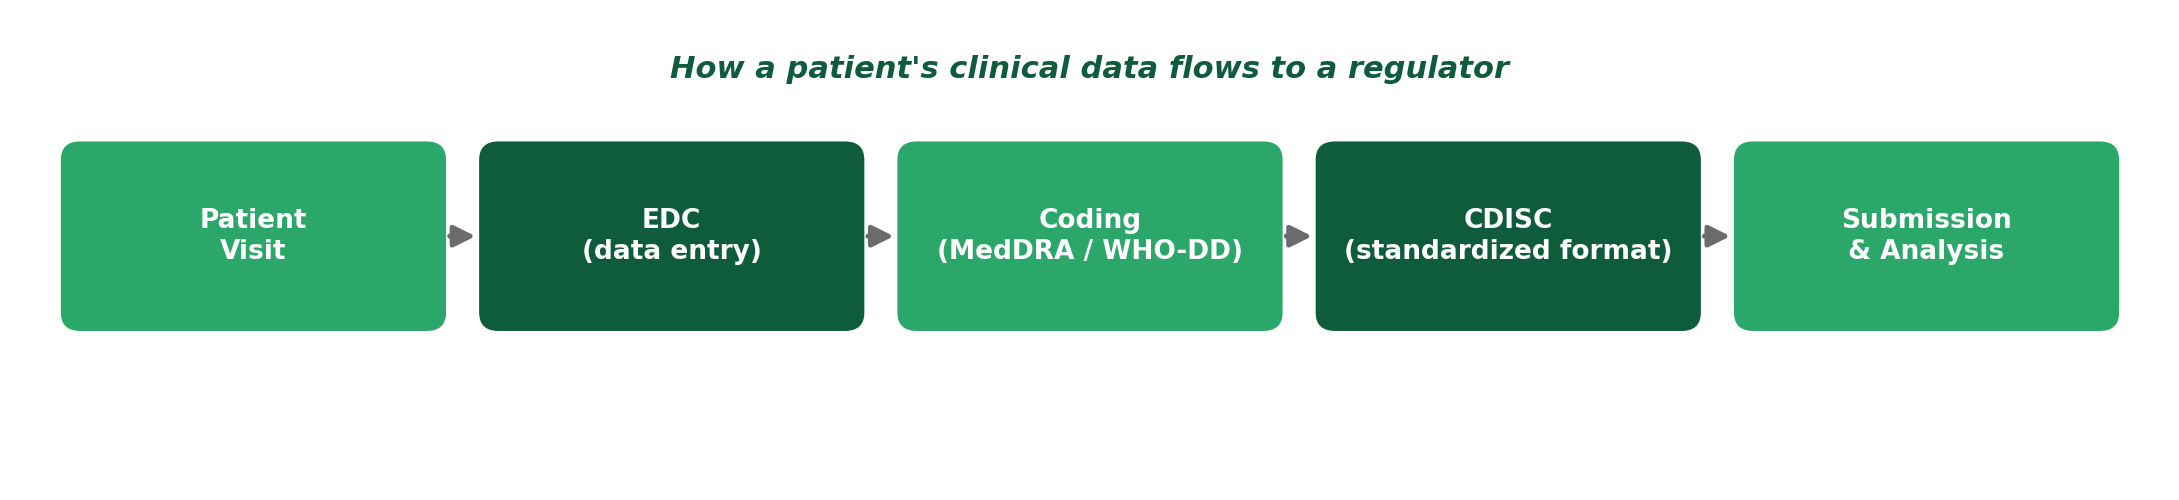 How a patient's clinical data flows to a regulator
Patient
Visit
EDC
(data entry)
Coding
(MedDRA / WHO-DD)
CDISC
(standardized format)
Submission
& Analysis